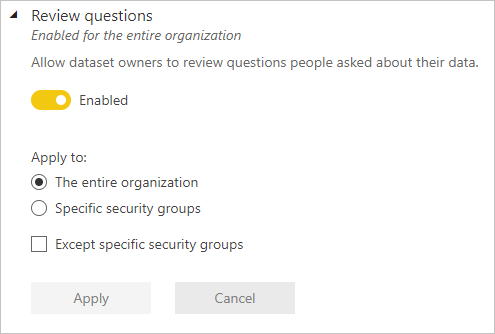 Review questions
Enabled for the entire organization
Allow dataset owners to review questions people asked about their data.
Enabled
Apply to:
The entire organization
Specific security groups
Except specific security groups
Apply Cancel